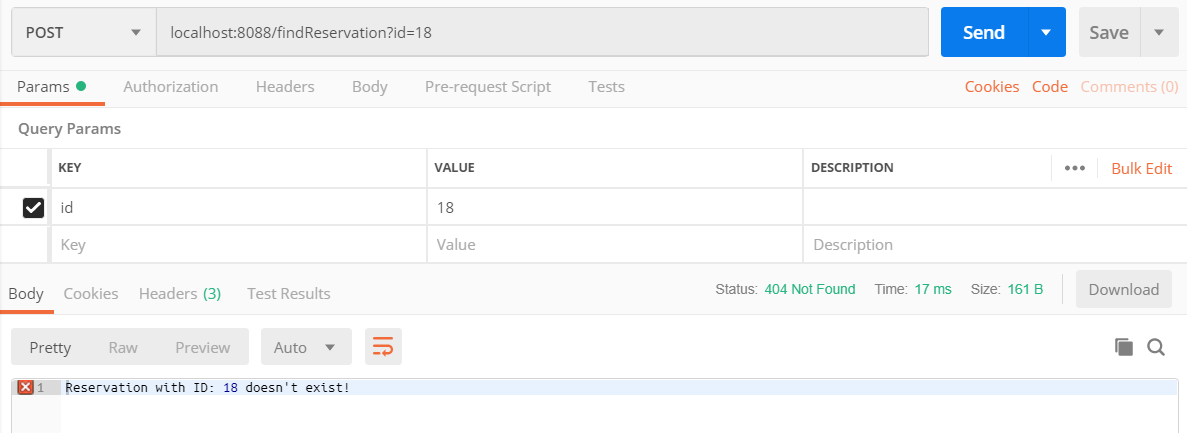 POST localhost:8088/findReservation?id=18 Send Save
Params Authorization Headers Body Pre-request Script Tests Cookies Code Comments (0)
Query Params
KEY VALUE DESCRIPTION ••• Bulk Edit
id 18
Key Value Description
Body Cookies Headers (3) Test Results Status: 404 Not Found Time: 17 ms Size: 161 B Download
Pretty Raw Preview Auto
1 Reservation with ID: 18 doesn't exist!